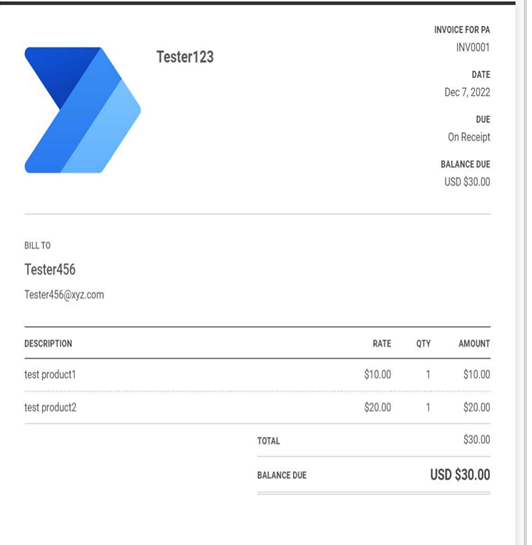 Tester123
INVOICE FOR PA
INV0001
DATE
Dec 7, 2022
DUE
On Receipt
BALANCE DUE
USD $30.00
BILL TO
Tester456
Tester456@xyz.com
DESCRIPTION RATE QTY AMOUNT
test product1 $10.00 1 $10.00
test product2 $20.00 1 $20.00
TOTAL $30.00
BALANCE DUE USD $30.00